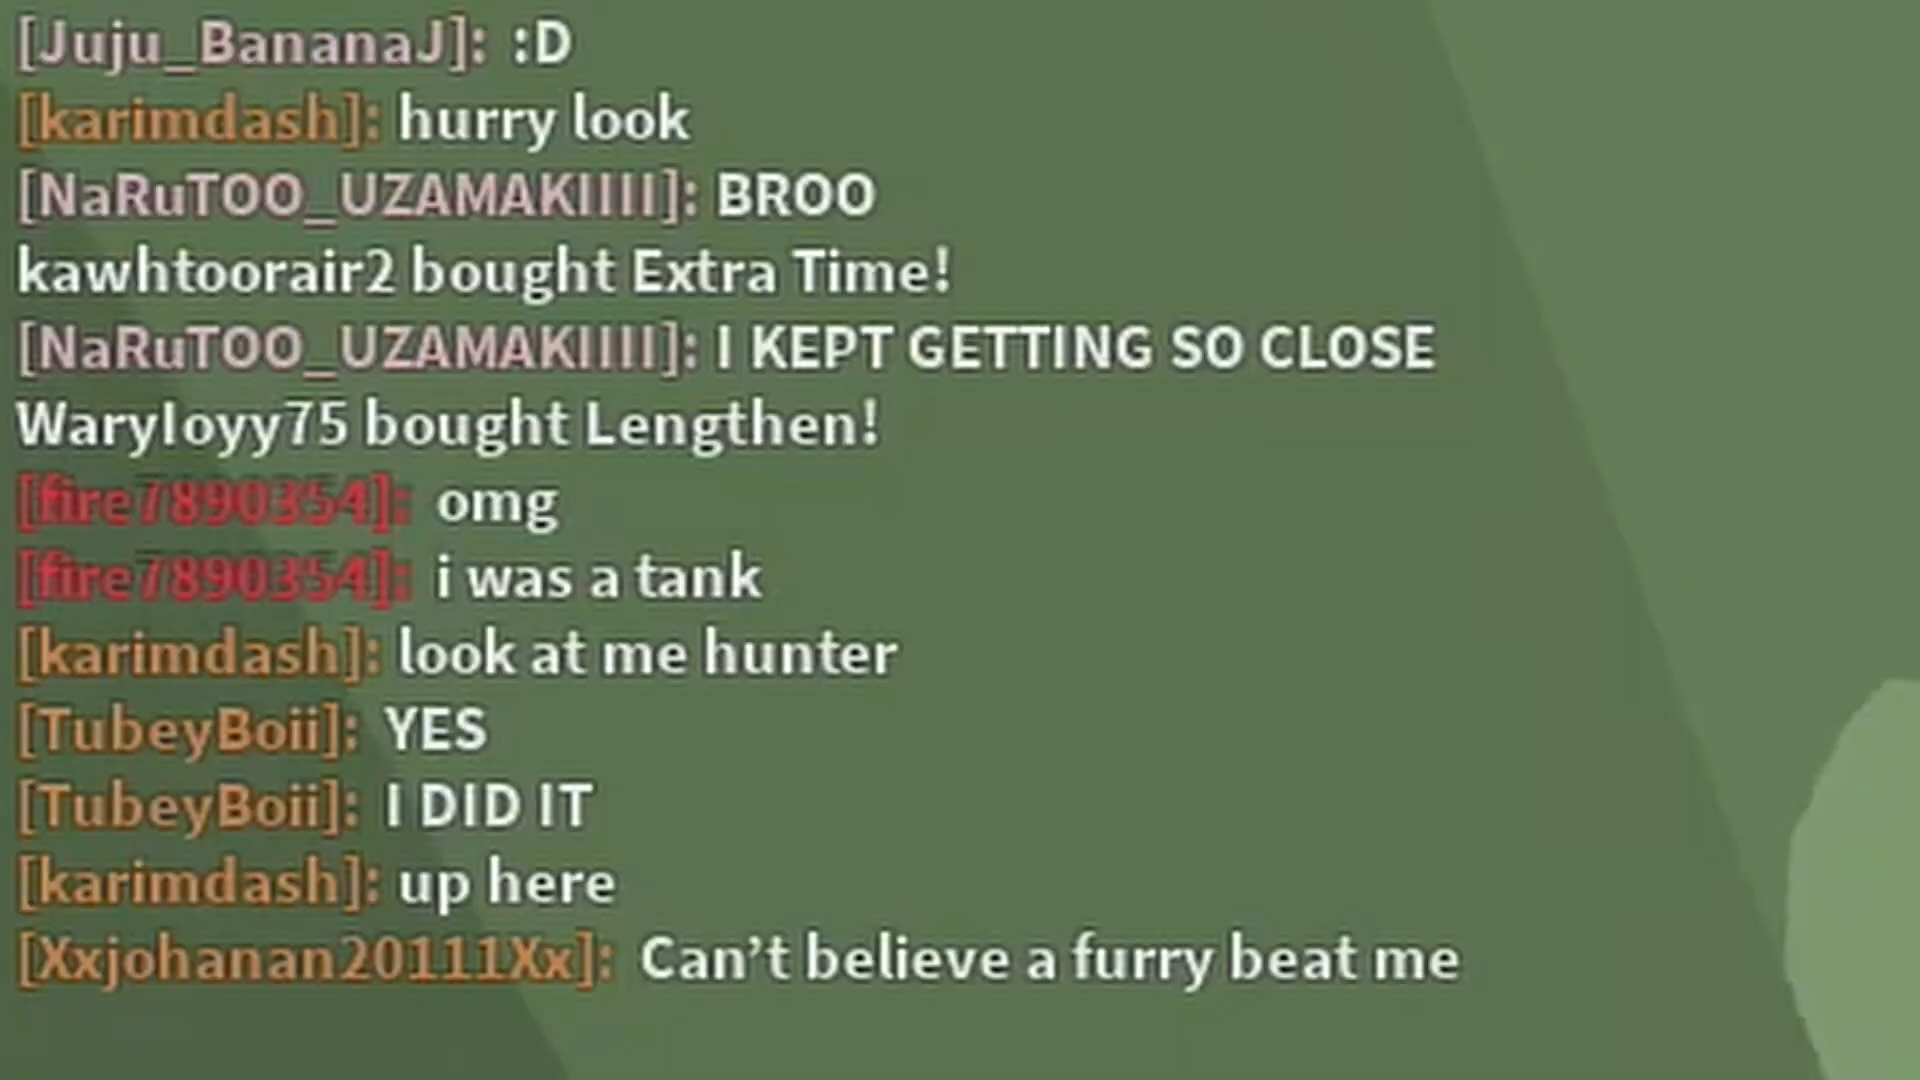 [Juju_BananaJ]: :D
[karimdash]: hurry look
[NaRuTOO_UZAMAKIIII]: BROO
kawhtoorair2 bought Extra Time!
[NaRuTOO_UZAMAKIIII]: I KEPT GETTING SO CLOSE
WaryIoyy75 bought Lengthen!
[fire7890354]: omg
[fire7890354]: i was a tank
[karimdash]: look at me hunter
[TubeyBoii]: YES
[TubeyBoii]: I DID IT
[karimdash]: up here
[Xxjohanan20111Xx]: Can’t believe a furry beat me